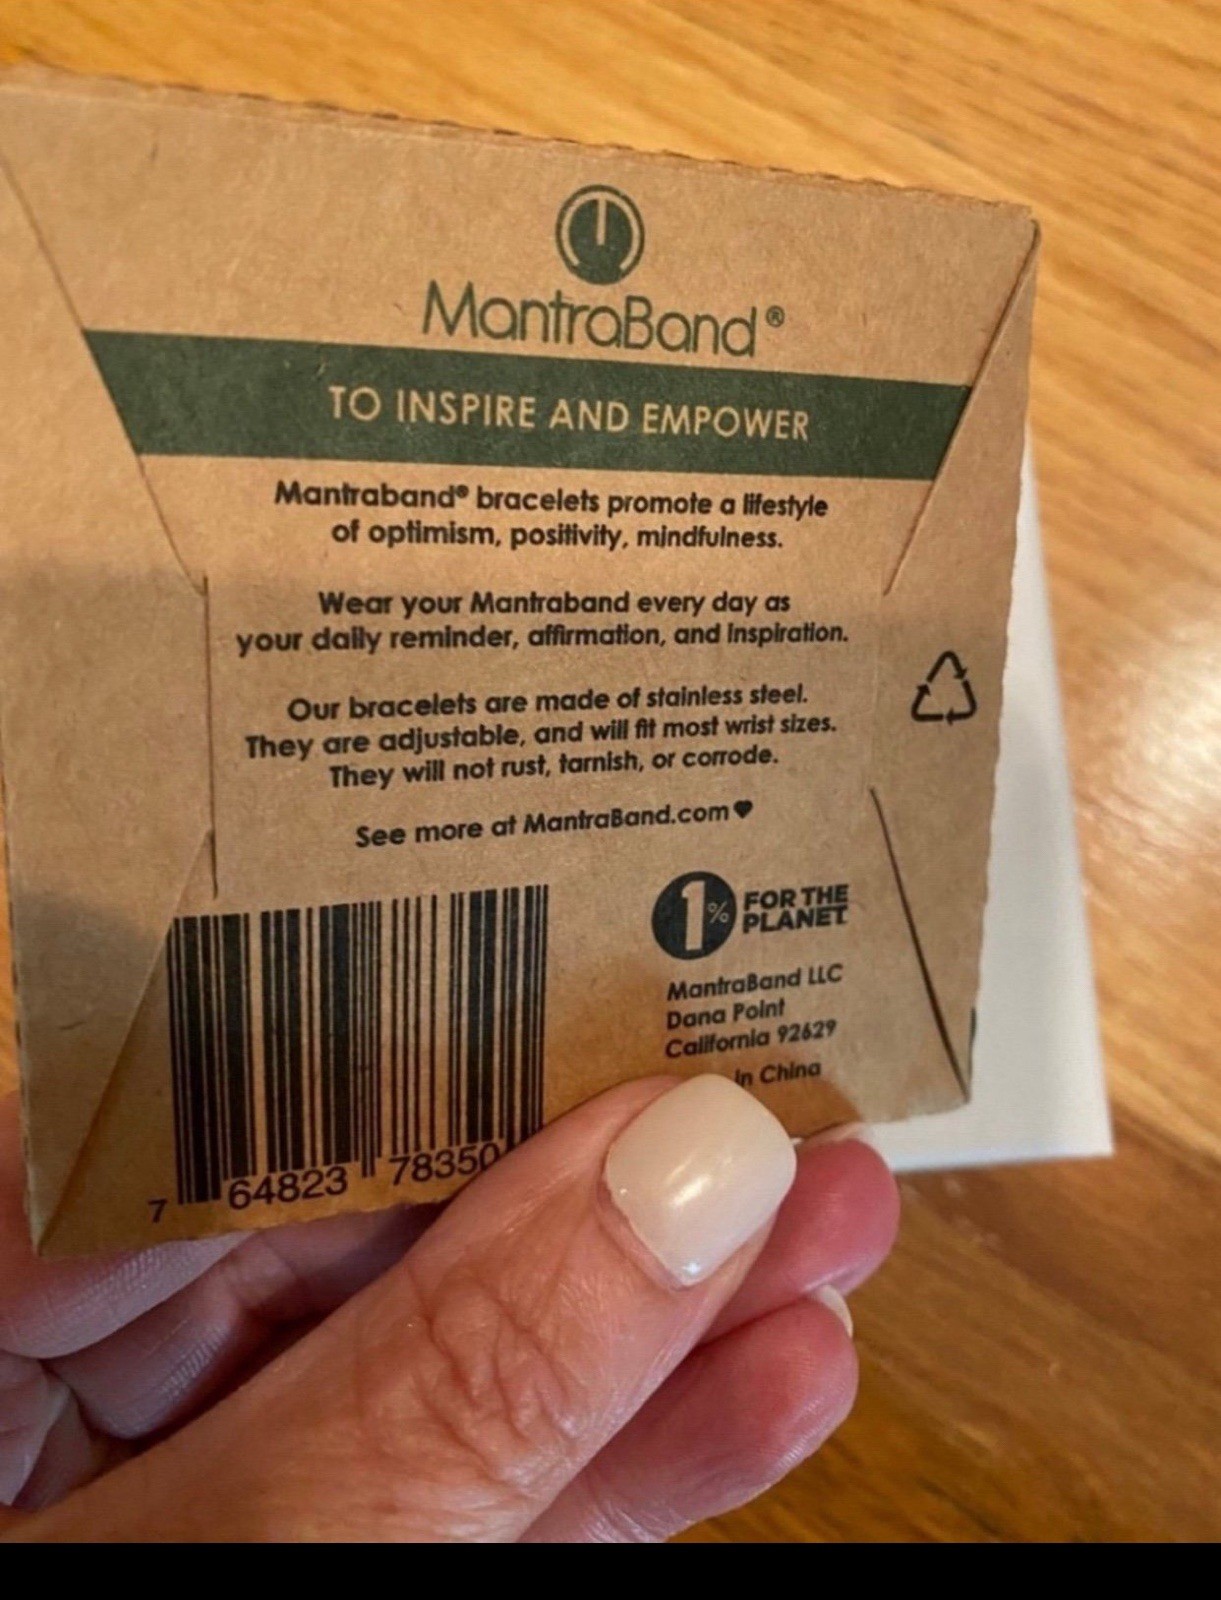 MantraBand®
TO INSPIRE AND EMPOWER
Mantraband® bracelets promote a lifestyle
of optimism, positivity, mindfulness.
Wear your Mantraband every day as
your daily reminder, affirmation, and inspiration.
Our bracelets are made of stainless steel.
They are adjustable, and will fit most wrist sizes.
They will not rust, tarnish, or corrode.
See more at MantraBand.com♥
1% FOR THE
PLANET
MantraBand LLC
Dana Point
California 92629
in China
7 64823 78350